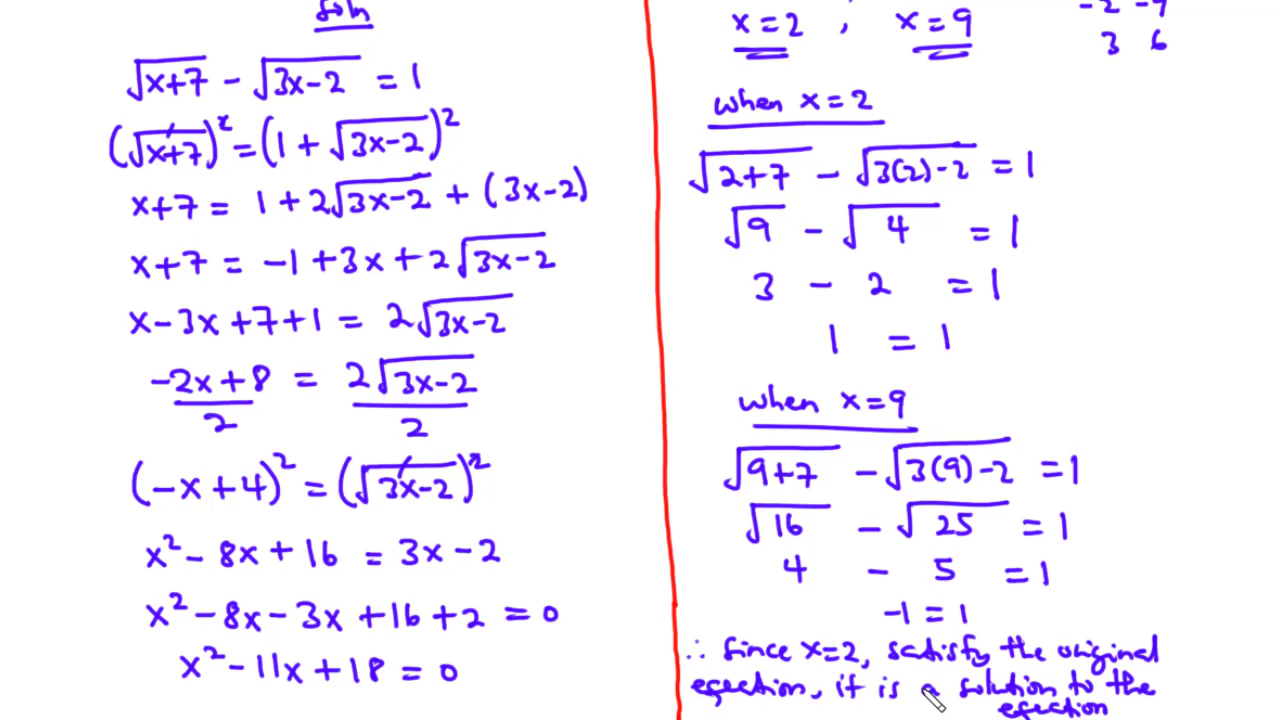 Soln
√(x+7) - √(3x-2) = 1
(√(x+7))² = (1 + √(3x-2))²
x+7 = 1 + 2√(3x-2) + (3x-2)
x+7 = -1 + 3x + 2√(3x-2)
x - 3x + 7 + 1 = 2√(3x-2)
(-2x+8)/2 = (2√(3x-2))/2
(-x+4)² = (√(3x-2))²
x² - 8x + 16 = 3x - 2
x² - 8x - 3x + 16 + 2 = 0
x² - 11x + 18 = 0
-2 -9
x = 2 , x = 9
3 6
when x = 2
√(2+7) - √(3(2)-2) = 1
√9 - √4 = 1
3 - 2 = 1
1 = 1
when x = 9
√(9+7) - √(3(9)-2) = 1
√16 - √25 = 1
4 - 5 = 1
-1 = 1
∴ Since x=2, satisfy the original
eqection, it is a solution to the
eqection